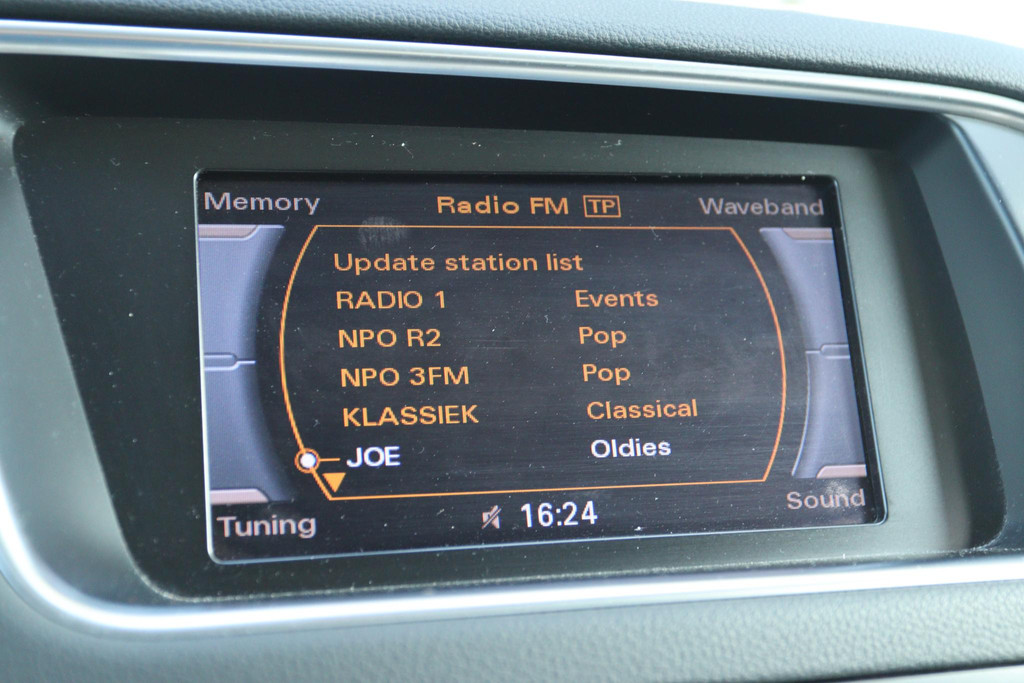 Memory Radio FM TP Waveband
Update station list
RADIO 1 Events
NPO R2 Pop
NPO 3FM Pop
KLASSIEK Classical
JOE Oldies
Tuning 16:24 Sound